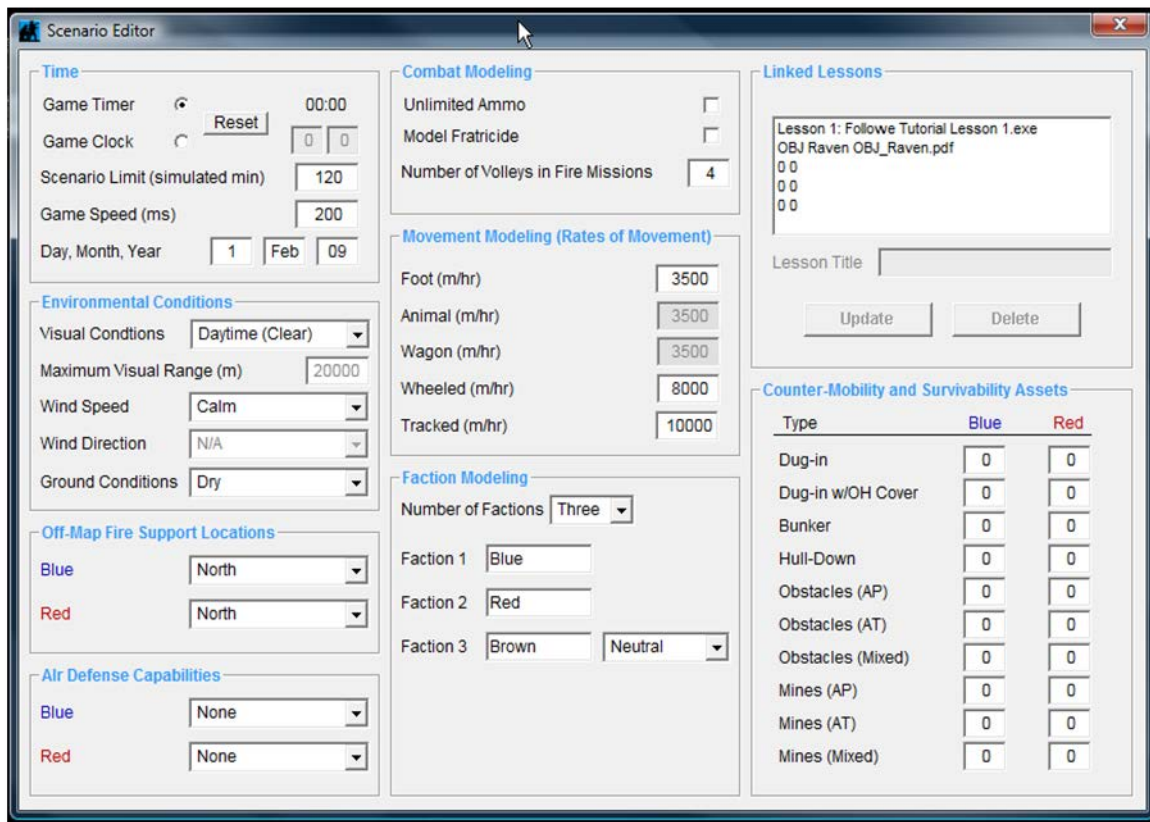 Scenario Editor
Time
Game Timer 00:00
Reset
Game Clock 0 0
Scenario Limit (simulated min) 120
Game Speed (ms) 200
Day, Month, Year 1 Feb 09
Environmental Conditions
Visual Condtions Daytime (Clear)
Maximum Visual Range (m) 20000
Wind Speed Calm
Wind Direction N/A
Ground Conditions Dry
Off-Map Fire Support Locations
Blue North
Red North
AIr Defense Capabilities
Blue None
Red None
Combat Modeling
Unlimited Ammo
Model Fratricide
Number of Volleys in Fire Missions 4
Movement Modeling (Rates of Movement)
Foot (m/hr) 3500
Animal (m/hr) 3500
Wagon (m/hr) 3500
Wheeled (m/hr) 8000
Tracked (m/hr) 10000
Faction Modeling
Number of Factions Three
Faction 1 Blue
Faction 2 Red
Faction 3 Brown Neutral
Linked Lessons
Lesson 1: Followe Tutorial Lesson 1.exe
OBJ Raven OBJ_Raven.pdf
0 0
0 0
0 0
Lesson Title
Update Delete
Counter-Mobility and Survivability Assets
Type Blue Red
Dug-in 0 0
Dug-in w/OH Cover 0 0
Bunker 0 0
Hull-Down 0 0
Obstacles (AP) 0 0
Obstacles (AT) 0 0
Obstacles (Mixed) 0 0
Mines (AP) 0 0
Mines (AT) 0 0
Mines (Mixed) 0 0